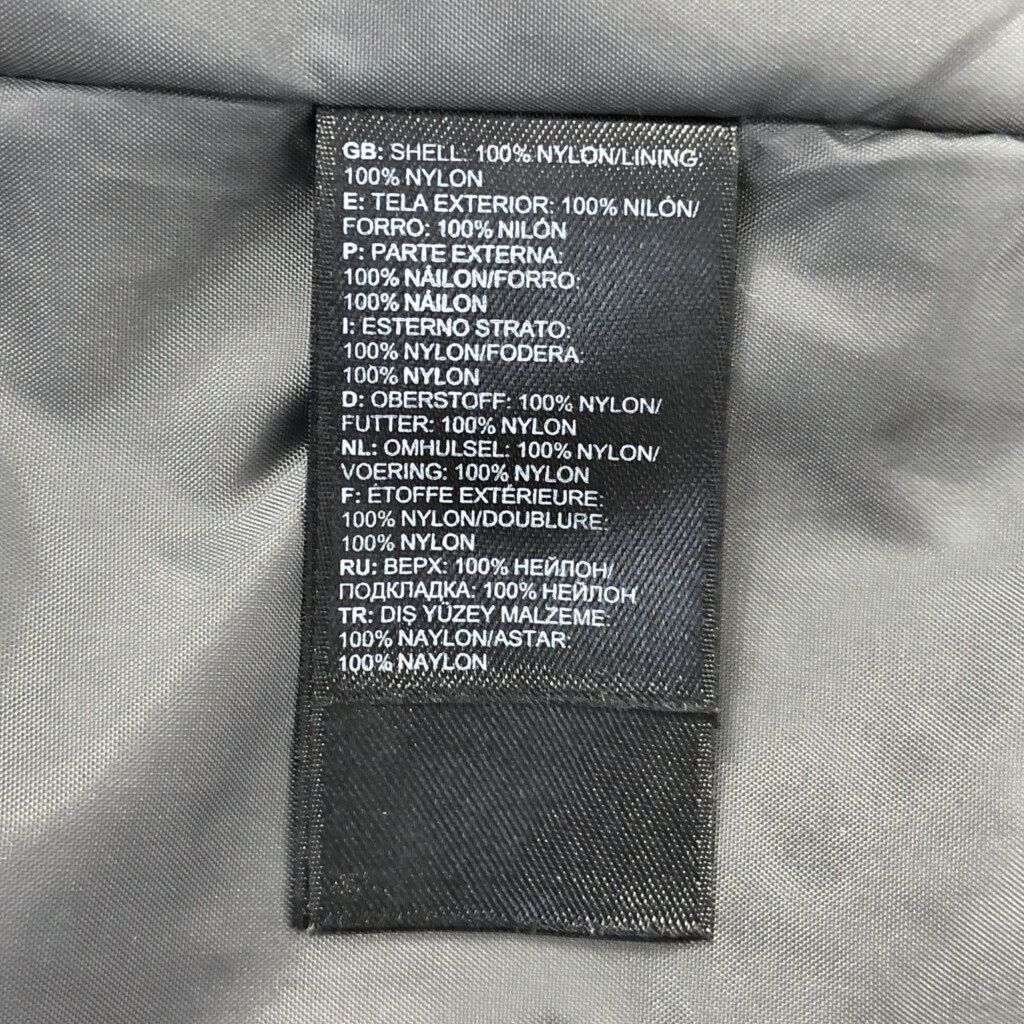 GB: SHELL: 100% NYLON/LINING:
100% NYLON
E: TELA EXTERIOR: 100% NILÓN/
FORRO: 100% NILÓN
P: PARTE EXTERNA:
100% NÁILON/FORRO:
100% NÁILON
I: ESTERNO STRATO:
100% NYLON/FODERA:
100% NYLON
D: OBERSTOFF: 100% NYLON/
FUTTER: 100% NYLON
NL: OMHULSEL: 100% NYLON/
VOERING: 100% NYLON
F: ÉTOFFE EXTÉRIEURE:
100% NYLON/DOUBLURE:
100% NYLON
RU: ВЕРХ: 100% НЕЙЛОН/
ПОДКЛАДКА: 100% НЕЙЛОН
TR: DIŞ YÜZEY MALZEME:
100% NAYLON/ASTAR:
100% NAYLON